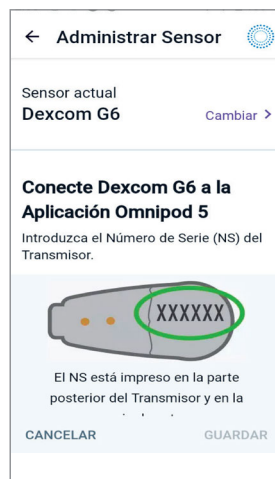 ← Administrar Sensor
Sensor actual
Dexcom G6
Cambiar >
Conecte Dexcom G6 a la
Aplicación Omnipod 5
Introduzca el Número de Serie (NS) del
Transmisor.
XXXXXX
El NS está impreso en la parte
posterior del Transmisor y en la
CANCELAR
GUARDAR